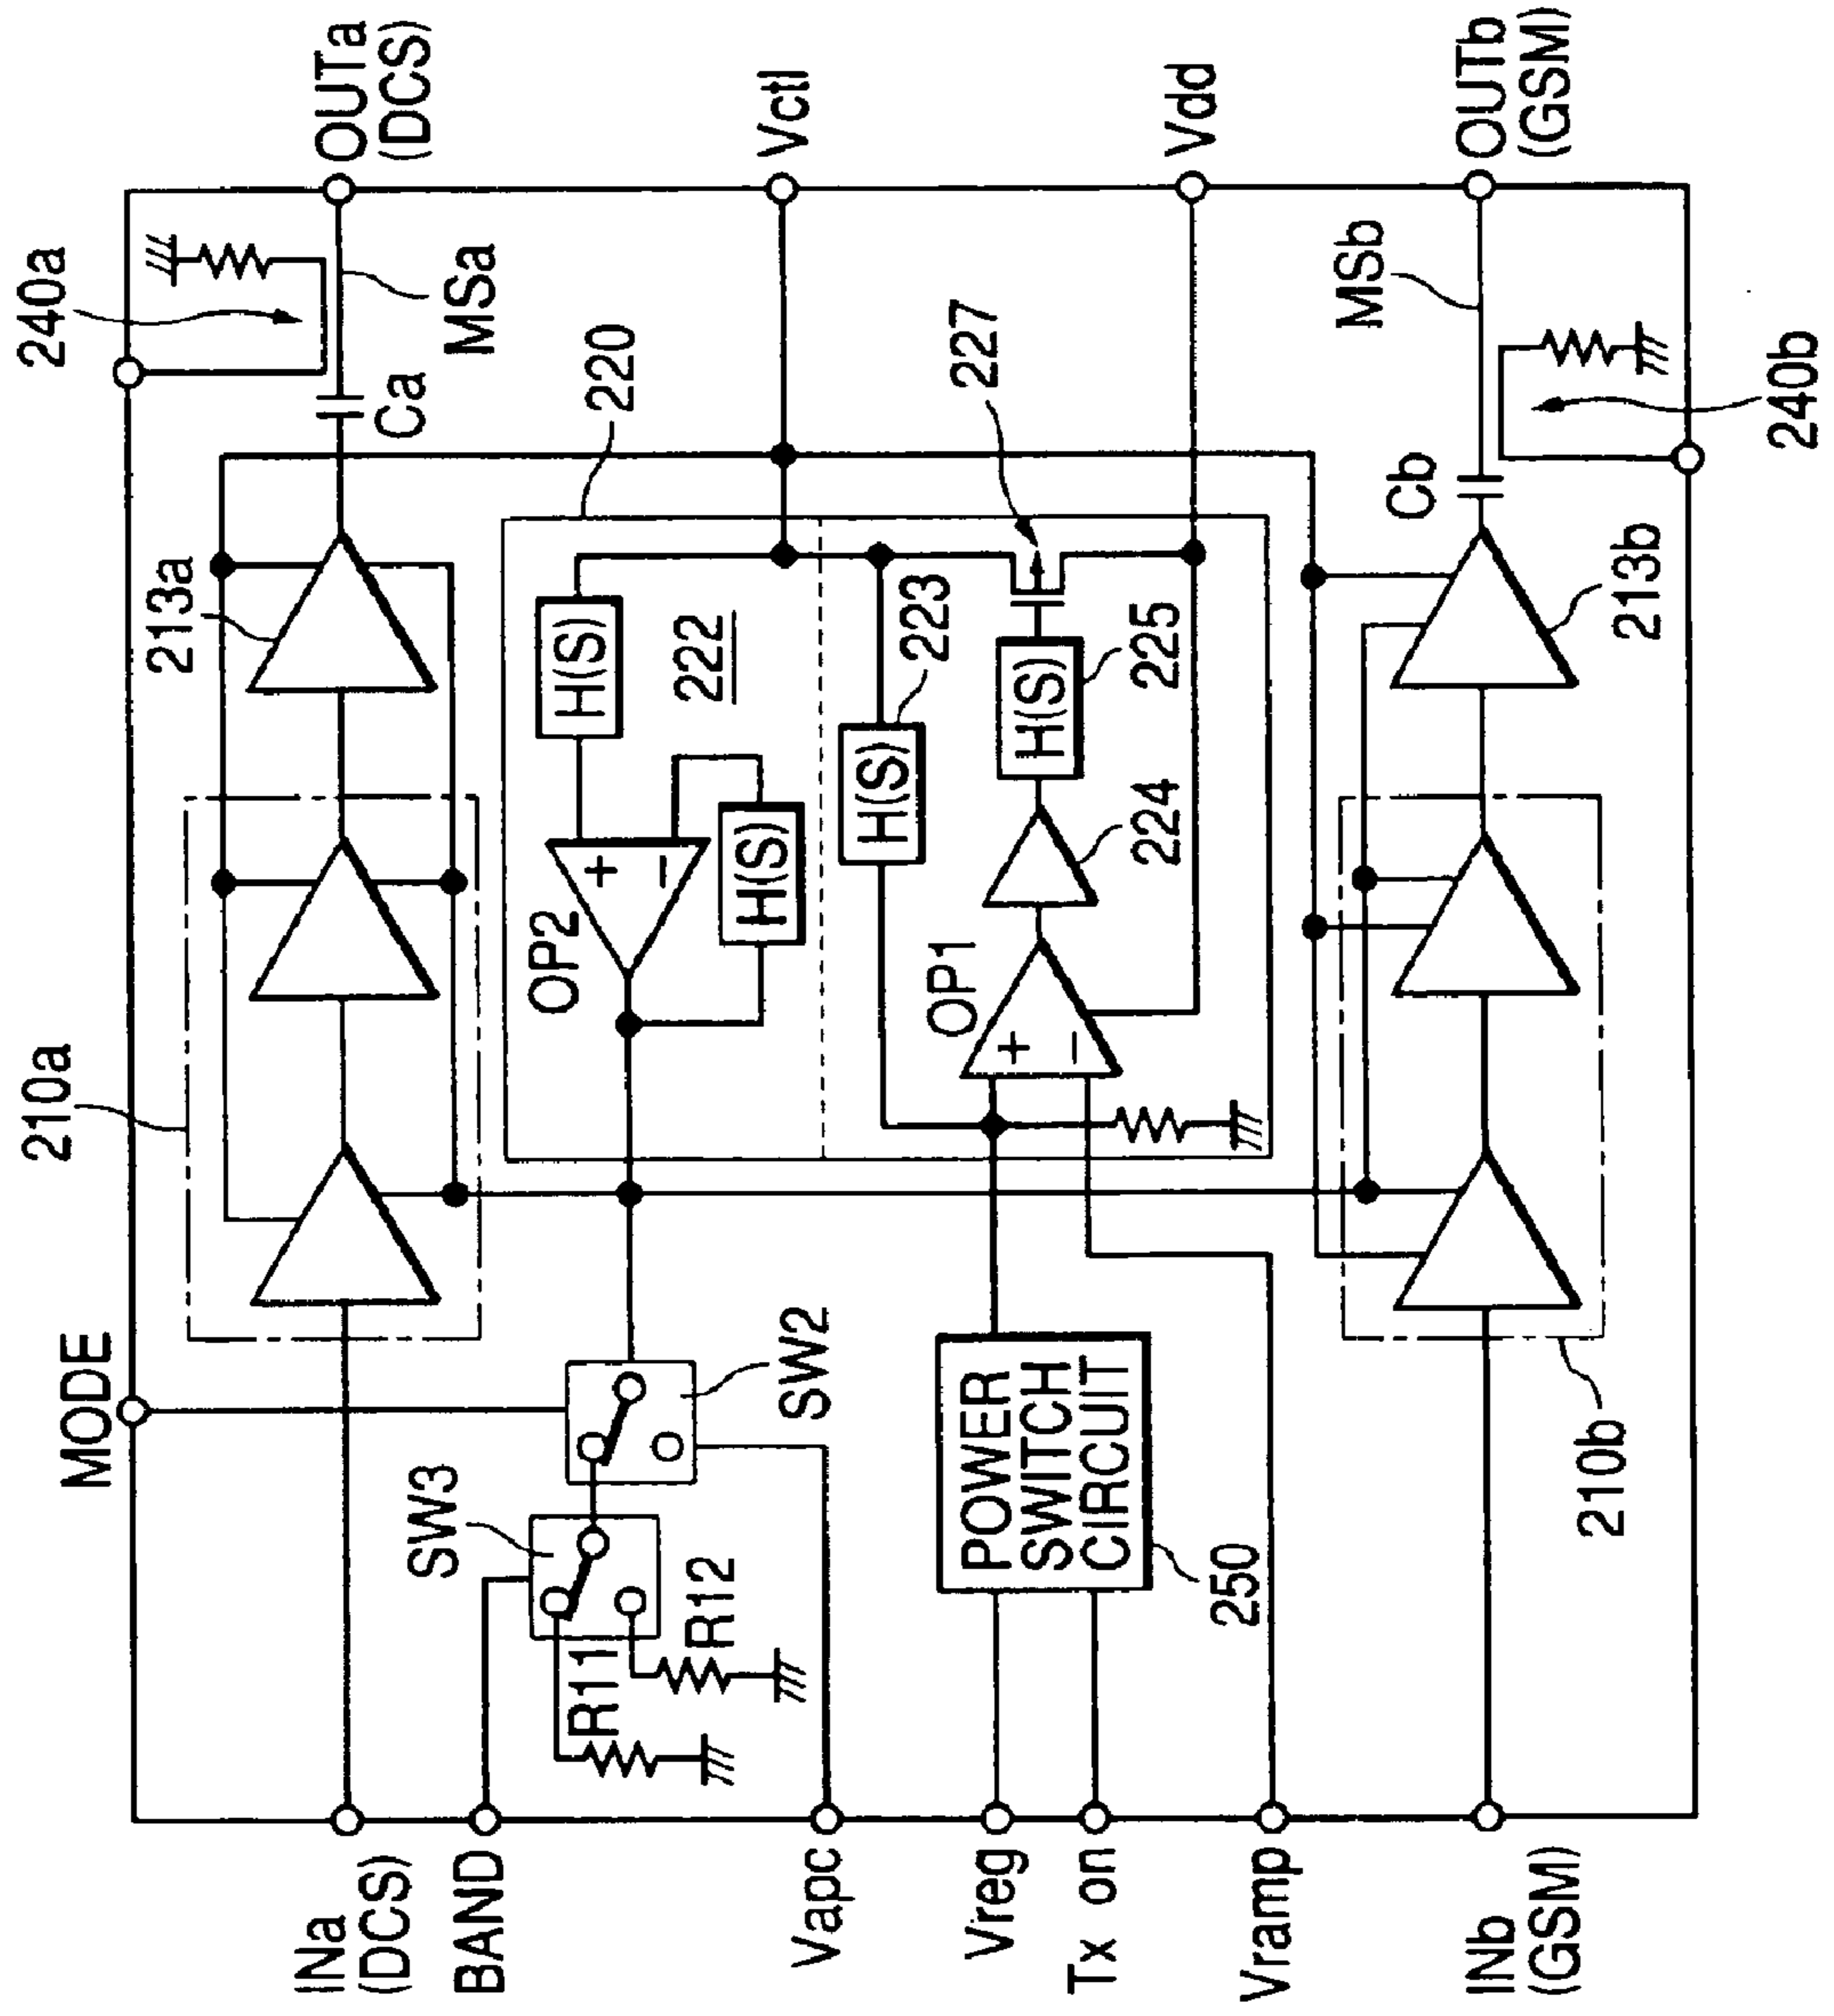 240a
OUTa
(DCS)
MSa
Ca
213a
210a
MODE
INa
(DCS)
BAND
Vctl
220
H(S)
222
H(S)
+
−
OP2
SW2
SW3
R11
R12
Vapc
227
223
H(S)
H(S)
225
224
OP1
+
−
POWER
SWITCH
CIRCUIT
250
Vreg
Tx on
Vramp
Vdd
OUTb
(GSM)
MSb
240b
Cb
213b
210b
INb
(GSM)